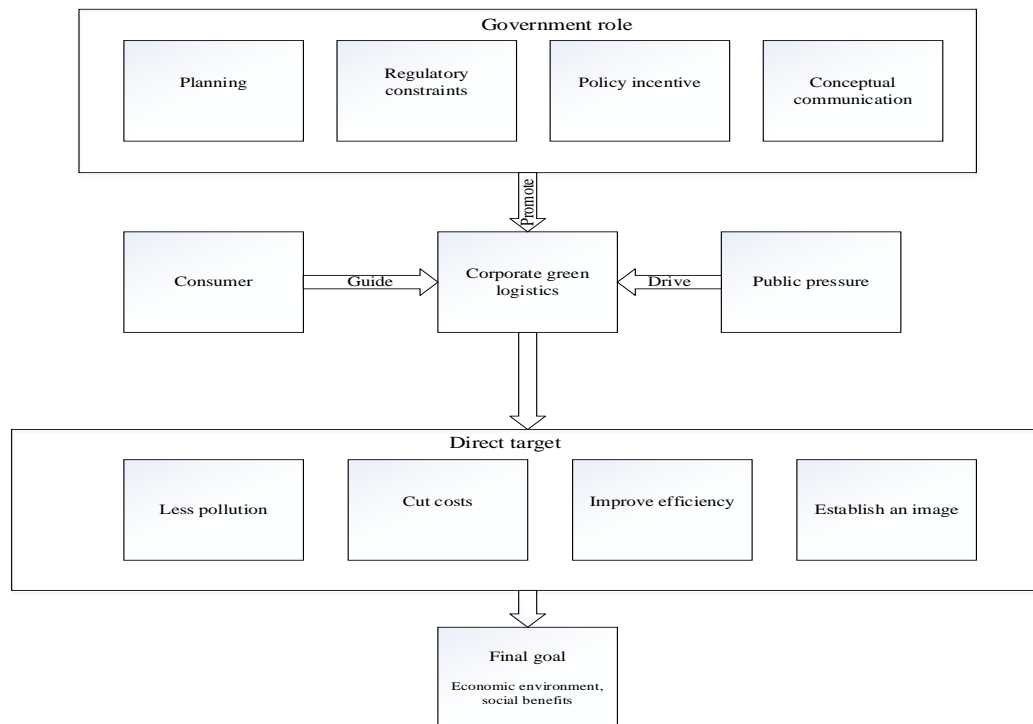 Government role
Planning
Regulatory
constraints
Policy incentive
Conceptual
communication
Promote
Consumer
Guide
Corporate green
logistics
Drive
Public pressure
Direct target
Less pollution
Cut costs
Improve efficiency
Establish an image
Final goal
Economic environment,
social benefits